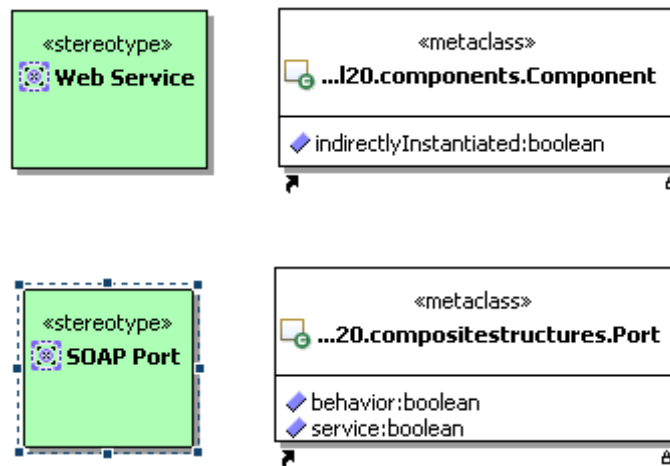 «stereotype»
Web Service
«metaclass»
...l20.components.Component
indirectlyInstantiated:boolean
«stereotype»
SOAP Port
«metaclass»
...20.compositestructures.Port
behavior:boolean
service:boolean